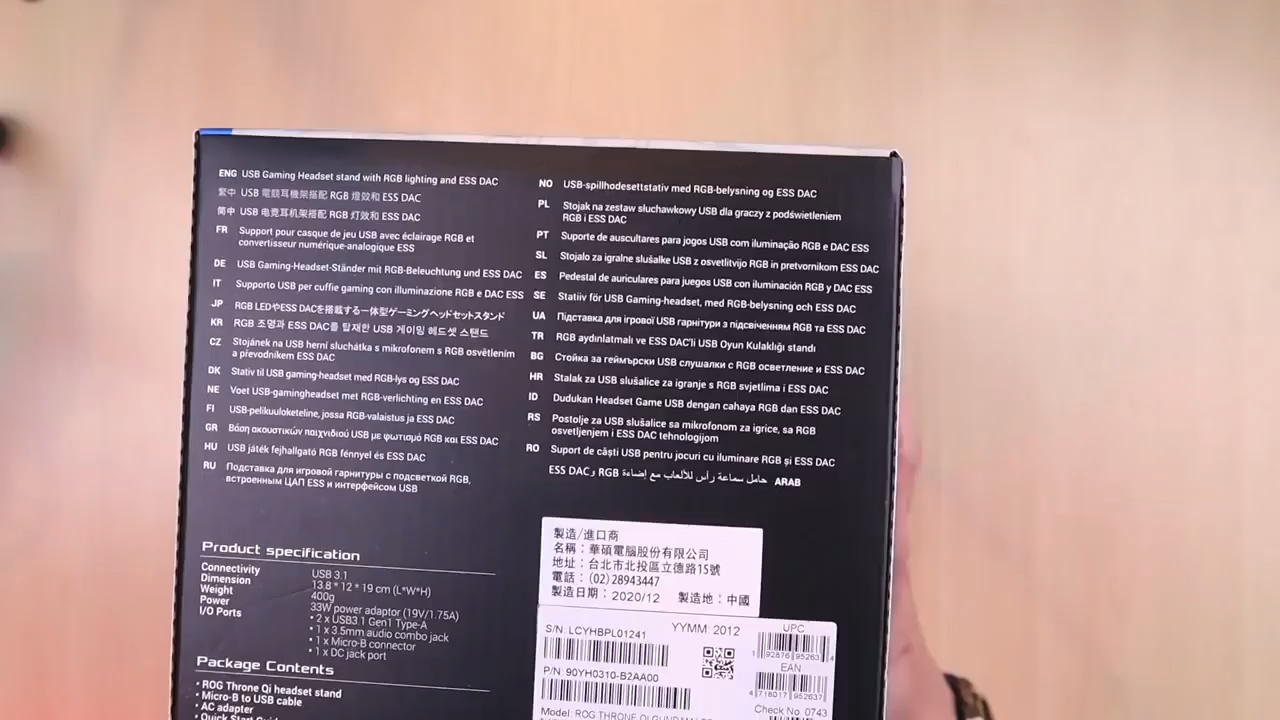 ENG USB Gaming Headset stand with RGB lighting and ESS DAC
繁中 USB 電競耳機架搭配 RGB 燈效和 ESS DAC
简中 USB 电竞耳机架搭配 RGB 灯效和 ESS DAC
FR Support pour casque de jeu USB avec éclairage RGB et
convertisseur numérique-analogique ESS
DE USB Gaming-Headset-Ständer mit RGB-Beleuchtung und ESS DAC
IT Supporto USB per cuffie gaming con illuminazione RGB e DAC ESS
JP RGB LEDやESS DACを搭載する一体型ゲーミングヘッドセットスタンド
KR RGB 조명과 ESS DAC를 탑재한 USB 게이밍 헤드셋 스탠드
CZ Stojánek na USB herní sluchátka s mikrofonem s RGB osvětlením
a převodníkem ESS DAC
DK Stativ til USB gaming-headset med RGB-lys og ESS DAC
NE Voet USB-gamingheadset met RGB-verlichting en ESS DAC
FI USB-pelikuuloketeline, jossa RGB-valaistus ja ESS DAC
GR Βάση ακουστικών παιχνιδιού USB με φωτισμό RGB και ESS DAC
HU USB játék fejhallgató RGB fénnyel és ESS DAC
RU Подставка для игровой гарнитуры с подсветкой RGB,
встроенным ЦАП ESS и интерфейсом USB
NO USB-spillhodesettstativ med RGB-belysning og ESS DAC
PL Stojak na zestaw słuchawkowy USB dla graczy z podświetleniem
RGB i ESS DAC
PT Suporte de auscultares para jogos USB com iluminação RGB e DAC ESS
SL Stojalo za igralne slušalke USB z osvetlitvijo RGB in pretvornikom ESS DAC
ES Pedestal de auriculares para juegos USB con iluminación RGB y DAC ESS
SE Stativ för USB Gaming-headset, med RGB-belysning och ESS DAC
UA Підставка для ігрової USB гарнітури з підсвіченням RGB та ESS DAC
TR RGB aydınlatmalı ve ESS DAC'li USB Oyun Kulaklığı standı
BG Стойка за геймърски USB слушалки с RGB осветление и ESS DAC
HR Stalak za USB slušalice za igranje s RGB svjetlima i ESS DAC
ID Dudukan Headset Game USB dengan cahaya RGB dan ESS DAC
RS Postolje za USB slušalice sa mikrofonom za igrice, sa RGB
osvetljenjem i ESS DAC tehnologijom
RO Suport de căști USB pentru jocuri cu iluminare RGB și ESS DAC
ARAB حامل سماعة رأس للألعاب مع إضاءة RGB و ESS DAC
Product specification
Connectivity USB 3.1
Dimension 13.8 * 12 * 19 cm (L*W*H)
Weight 400g
Power 33W power adaptor (19V/1.75A)
I/O Ports • 2 x USB3.1 Gen1 Type-A
• 1 x 3.5mm audio combo jack
• 1 x Micro-B connector
• 1 x DC jack port
Package Contents
• ROG Throne Qi headset stand
• Micro-B to USB cable
• AC adapter
• Quick Start
製造/進口商
名稱：華碩電腦股份有限公司
地址：台北市北投區立德路15號
電話：(02)28943447
製造日期：2020/12 製造地：中國
S/N LCYHBPL01241 YYMM 2012
UPC
1 92876 95263 4
P/N 90YH0310-B2AA00
EAN
4 718017 952637
Check No. 0743
Model: ROG THRONE QI GUNDAM